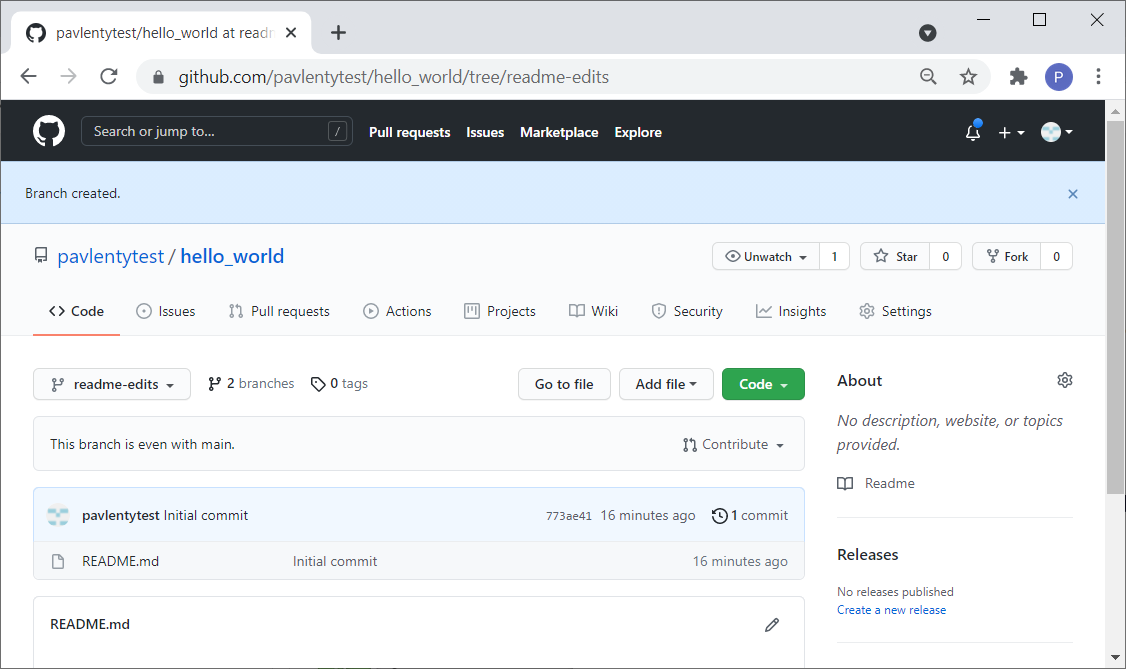 pavlentytest/hello_world at readm
github.com/pavlentytest/hello_world/tree/readme-edits
P
Search or jump to...
/
Pull requests
Issues
Marketplace
Explore
Branch created.
pavlentytest / hello_world
Unwatch
1
Star
0
Fork
0
Code
Issues
Pull requests
Actions
Projects
Wiki
Security
Insights
Settings
readme-edits
2 branches
0 tags
Go to file
Add file
Code
This branch is even with main.
Contribute
pavlentytest Initial commit
773ae41
16 minutes ago
1 commit
README.md
Initial commit
16 minutes ago
README.md
About
No description, website, or topics
provided.
Readme
Releases
No releases published
Create a new release